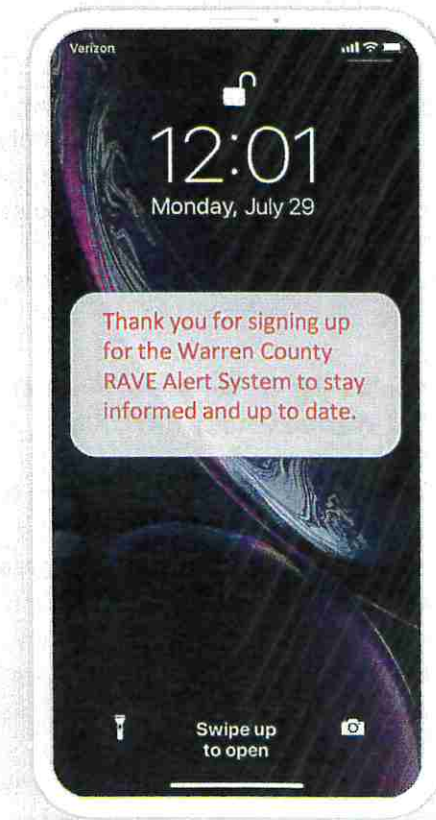 Verizon
12:01
Monday, July 29
Thank you for signing up
for the Warren County
RAVE Alert System to stay
informed and up to date.
Swipe up
to open